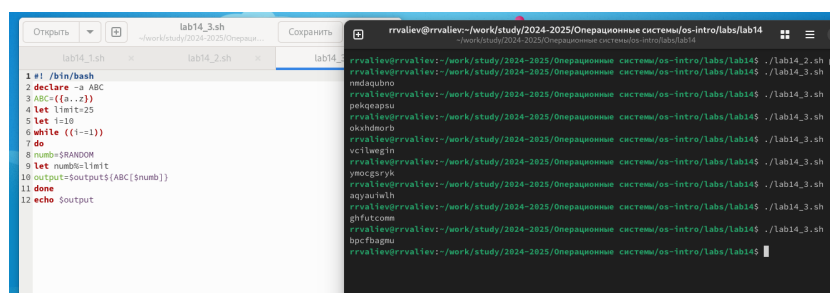 Открыть
lab14_3.sh
~/work/study/2024-2025/Операци...
Сохранить
lab14_1.sh ×
lab14_2.sh ×
lab14_3
1 #! /bin/bash
2 declare -a ABC
3 ABC=({a..z})
4 let limit=25
5 let i=10
6 while ((i-=1))
7 do
8 numb=$RANDOM
9 let numb%=limit
10 output=$output${ABC[$numb]}
11 done
12 echo $output
rrvaliev@rrvaliev:~/work/study/2024-2025/Операционные системы/os-intro/labs/lab14
~/work/study/2024-2025/Операционные системы/os-intro/labs/lab14
rrvaliev@rrvaliev:~/work/study/2024-2025/Операционные системы/os-intro/labs/lab14$ ./lab14_2.sh
rrvaliev@rrvaliev:~/work/study/2024-2025/Операционные системы/os-intro/labs/lab14$ ./lab14_3.sh
nmdaqubno
rrvaliev@rrvaliev:~/work/study/2024-2025/Операционные системы/os-intro/labs/lab14$ ./lab14_3.sh
pekqeapsu
rrvaliev@rrvaliev:~/work/study/2024-2025/Операционные системы/os-intro/labs/lab14$ ./lab14_3.sh
okxhdmorb
rrvaliev@rrvaliev:~/work/study/2024-2025/Операционные системы/os-intro/labs/lab14$ ./lab14_3.sh
vcilwegin
rrvaliev@rrvaliev:~/work/study/2024-2025/Операционные системы/os-intro/labs/lab14$ ./lab14_3.sh
ymocgsryk
rrvaliev@rrvaliev:~/work/study/2024-2025/Операционные системы/os-intro/labs/lab14$ ./lab14_3.sh
aqyauiwlh
rrvaliev@rrvaliev:~/work/study/2024-2025/Операционные системы/os-intro/labs/lab14$ ./lab14_3.sh
ghfutcomm
rrvaliev@rrvaliev:~/work/study/2024-2025/Операционные системы/os-intro/labs/lab14$ ./lab14_3.sh
bpcfbagmu
rrvaliev@rrvaliev:~/work/study/2024-2025/Операционные системы/os-intro/labs/lab14$